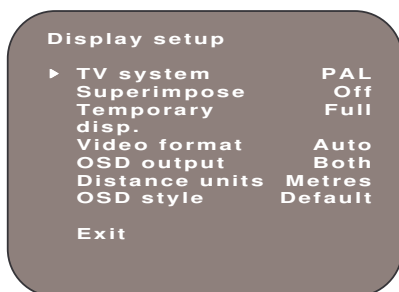 Display setup
TV system PAL
Superimpose Off
Temporary Full
disp.
Video format Auto
OSD output Both
Distance units Metres
OSD style Default
Exit